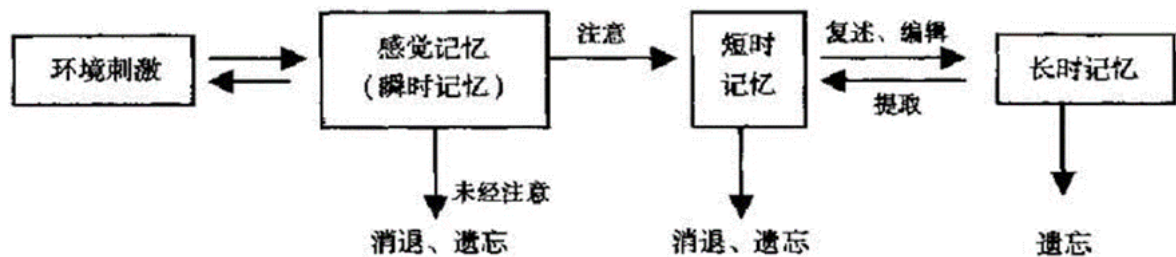 环境刺激
感觉记忆
(瞬时记忆)
注意
短时
记忆
复述、编辑
提取
长时记忆
未经注意
消退、遗忘
消退、遗忘
遗忘